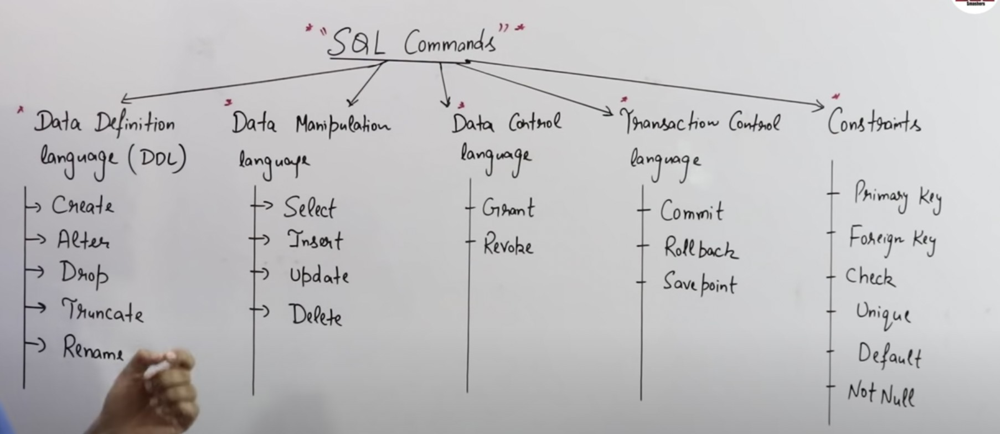 Smashers
"SQL Commands"
Data Definition
language (DDL)
Create
Alter
Drop
Truncate
Rename
Data Manipulation
language
Select
Insert
Update
Delete
Data Control
language
Grant
Revoke
Transaction Control
language
Commit
Rollback
Savepoint
Constraints
Primary Key
Foreign Key
Check
Unique
Default
Not Null